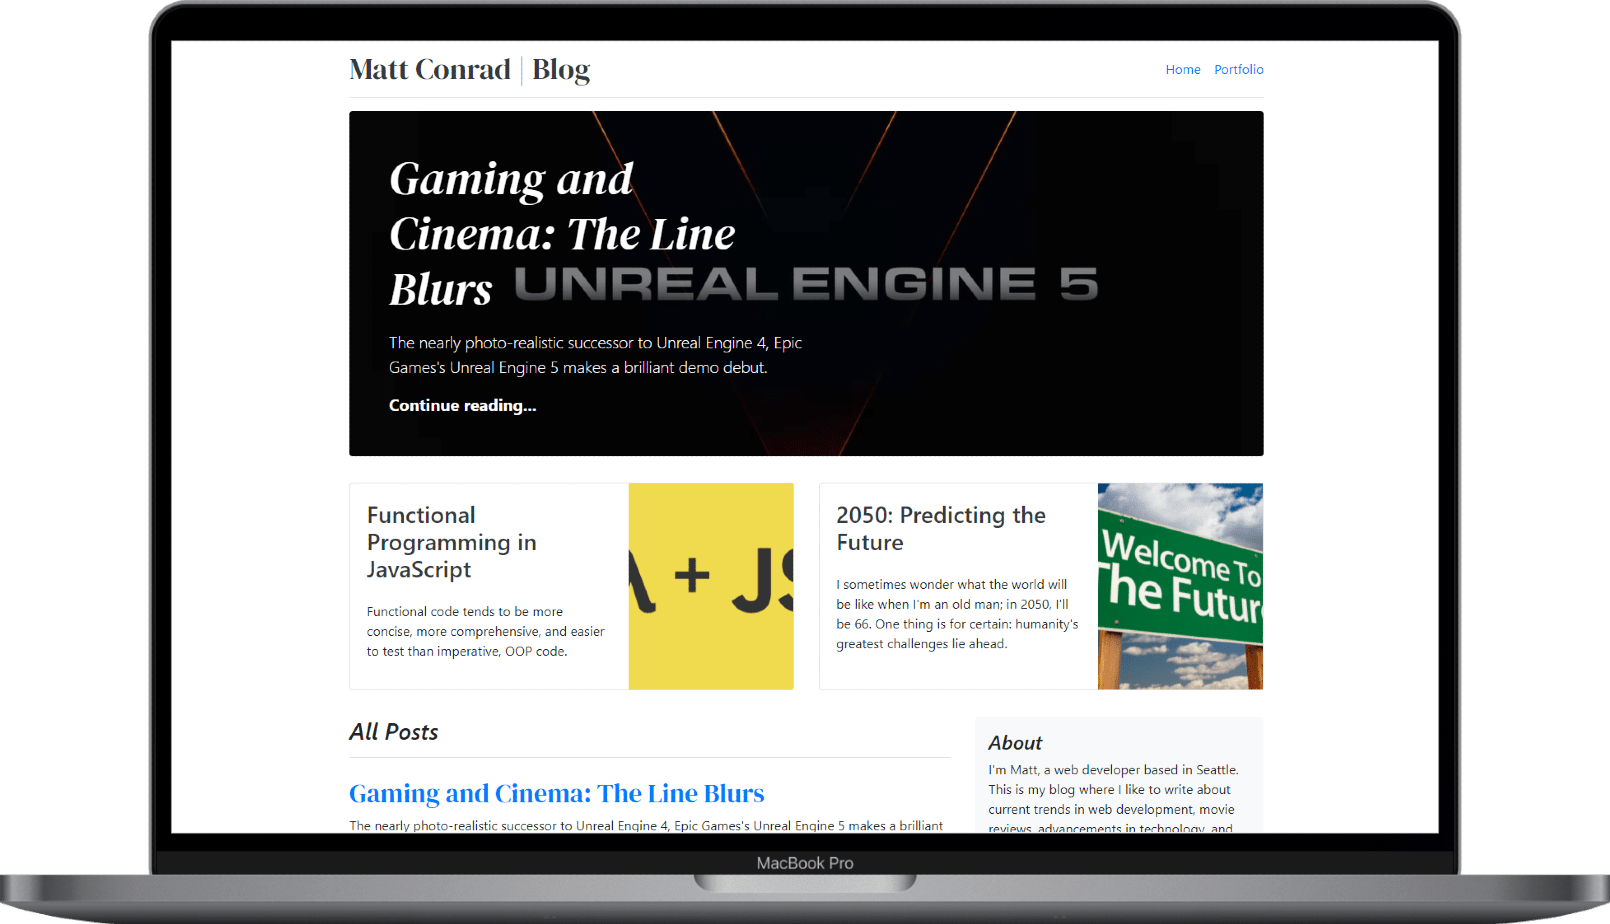 Matt Conrad | Blog
Home Portfolio
Gaming and
Cinema: The Line
Blurs
UNREAL ENGINE 5
The nearly photo-realistic successor to Unreal Engine 4, Epic
Games's Unreal Engine 5 makes a brilliant demo debut.
Continue reading...
Functional
Programming in
JavaScript
Functional code tends to be more
concise, more comprehensive, and easier
to test than imperative, OOP code.
+ JS
2050: Predicting the
Future
I sometimes wonder what the world will
be like when I'm an old man; in 2050, I'll
be 66. One thing is for certain: humanity's
greatest challenges lie ahead.
Welcome To
The Future
All Posts
Gaming and Cinema: The Line Blurs
The nearly photo-realistic successor to Unreal Engine 4, Epic Games's Unreal Engine 5 makes a brilliant
About
I'm Matt, a web developer based in Seattle.
This is my blog where I like to write about
current trends in web development, movie
reviews, advancements in technology, and
MacBook Pro